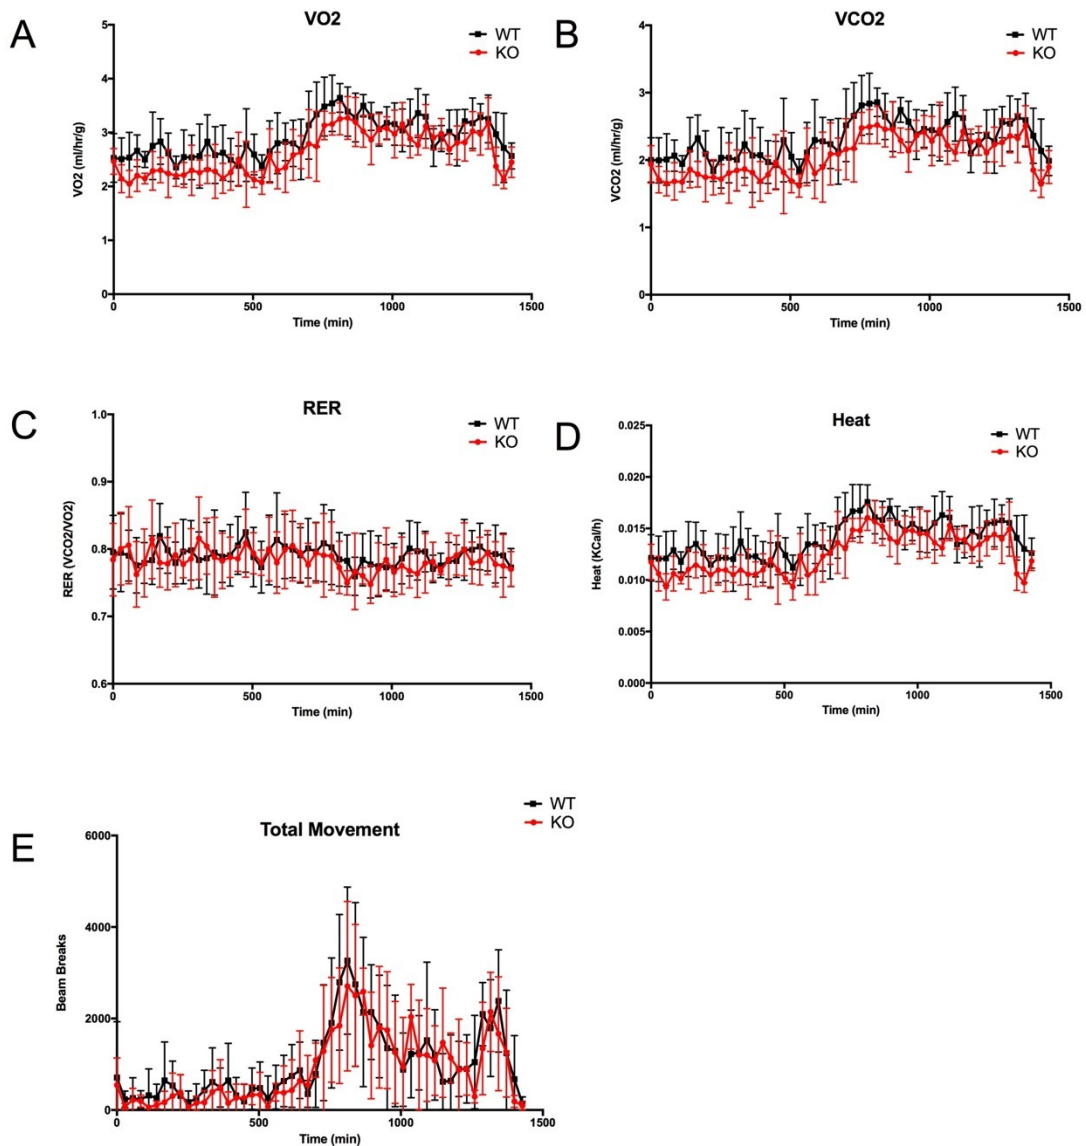 A
VO2
WT
KO
5
4
3
2
1
0
VO2 (ml/hr/g)
0 500 1000 1500
Time (min)
B
VCO2
WT
KO
4
3
2
1
0
VCO2 (ml/hr/g)
0 500 1000 1500
Time (min)
C
RER
WT
KO
1.0
0.9
0.8
0.7
0.6
RER (VCO2/VO2)
0 500 1000 1500
Time (min)
D
Heat
WT
KO
0.025
0.020
0.015
0.010
0.005
0.000
Heat (KCal/h)
0 500 1000 1500
Time (min)
E
Total Movement
WT
KO
6000
4000
2000
0
Beam Breaks
0 500 1000 1500
Time (min)